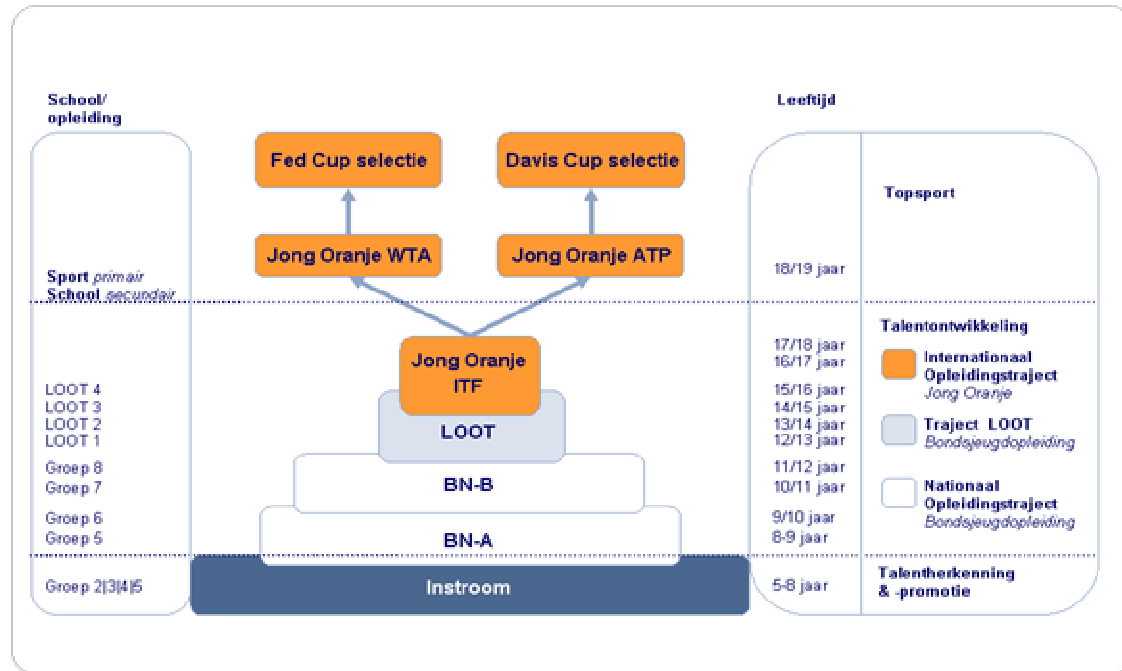 School/
opleiding
Leeftijd
Fed Cup selectie
Davis Cup selectie
Topsport
Jong Oranje WTA
Jong Oranje ATP
18/19 jaar
Sport primair
School secundair
Talentontwikkeling
17/18 jaar
16/17 jaar
Jong Oranje
ITF
Internationaal
Opleidingstraject
Jong Oranje
LOOT 4
LOOT 3
LOOT 2
LOOT 1
15/16 jaar
14/15 jaar
13/14 jaar
12/13 jaar
LOOT
Traject LOOT
Bondsjeugdopleiding
Groep 8
Groep 7
BN-B
11/12 jaar
10/11 jaar
Nationaal
Opleidingstraject
Bondsjeugdopleiding
Groep 6
Groep 5
BN-A
9/10 jaar
8-9 jaar
Groep 2|3|4|5
Instroom
5-8 jaar
Talentherkenning
& -promotie